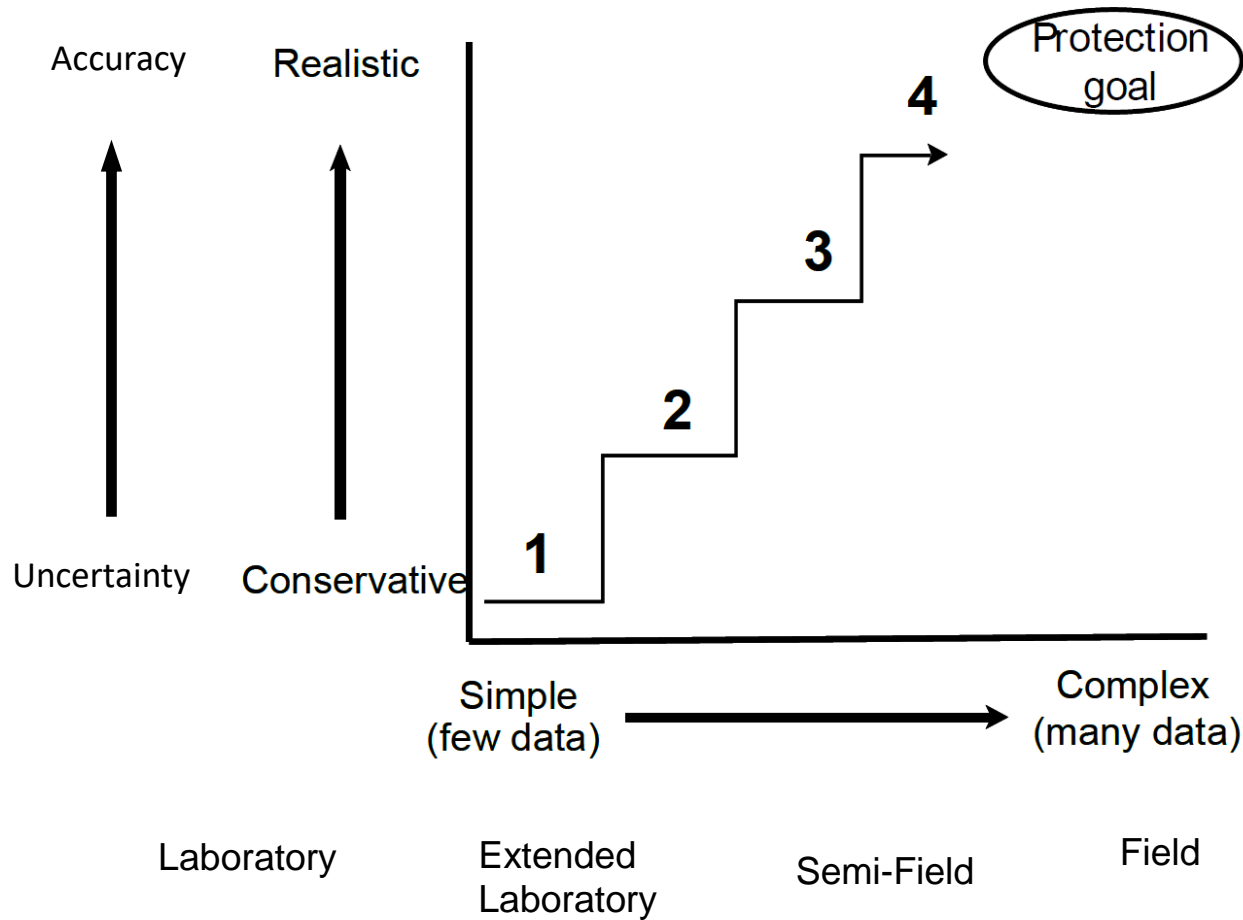 Accuracy
Realistic
Protection
goal
4
3
2
1
Uncertainty
Conservative
Simple
(few data)
Complex
(many data)
Laboratory
Extended
Laboratory
Semi-Field
Field